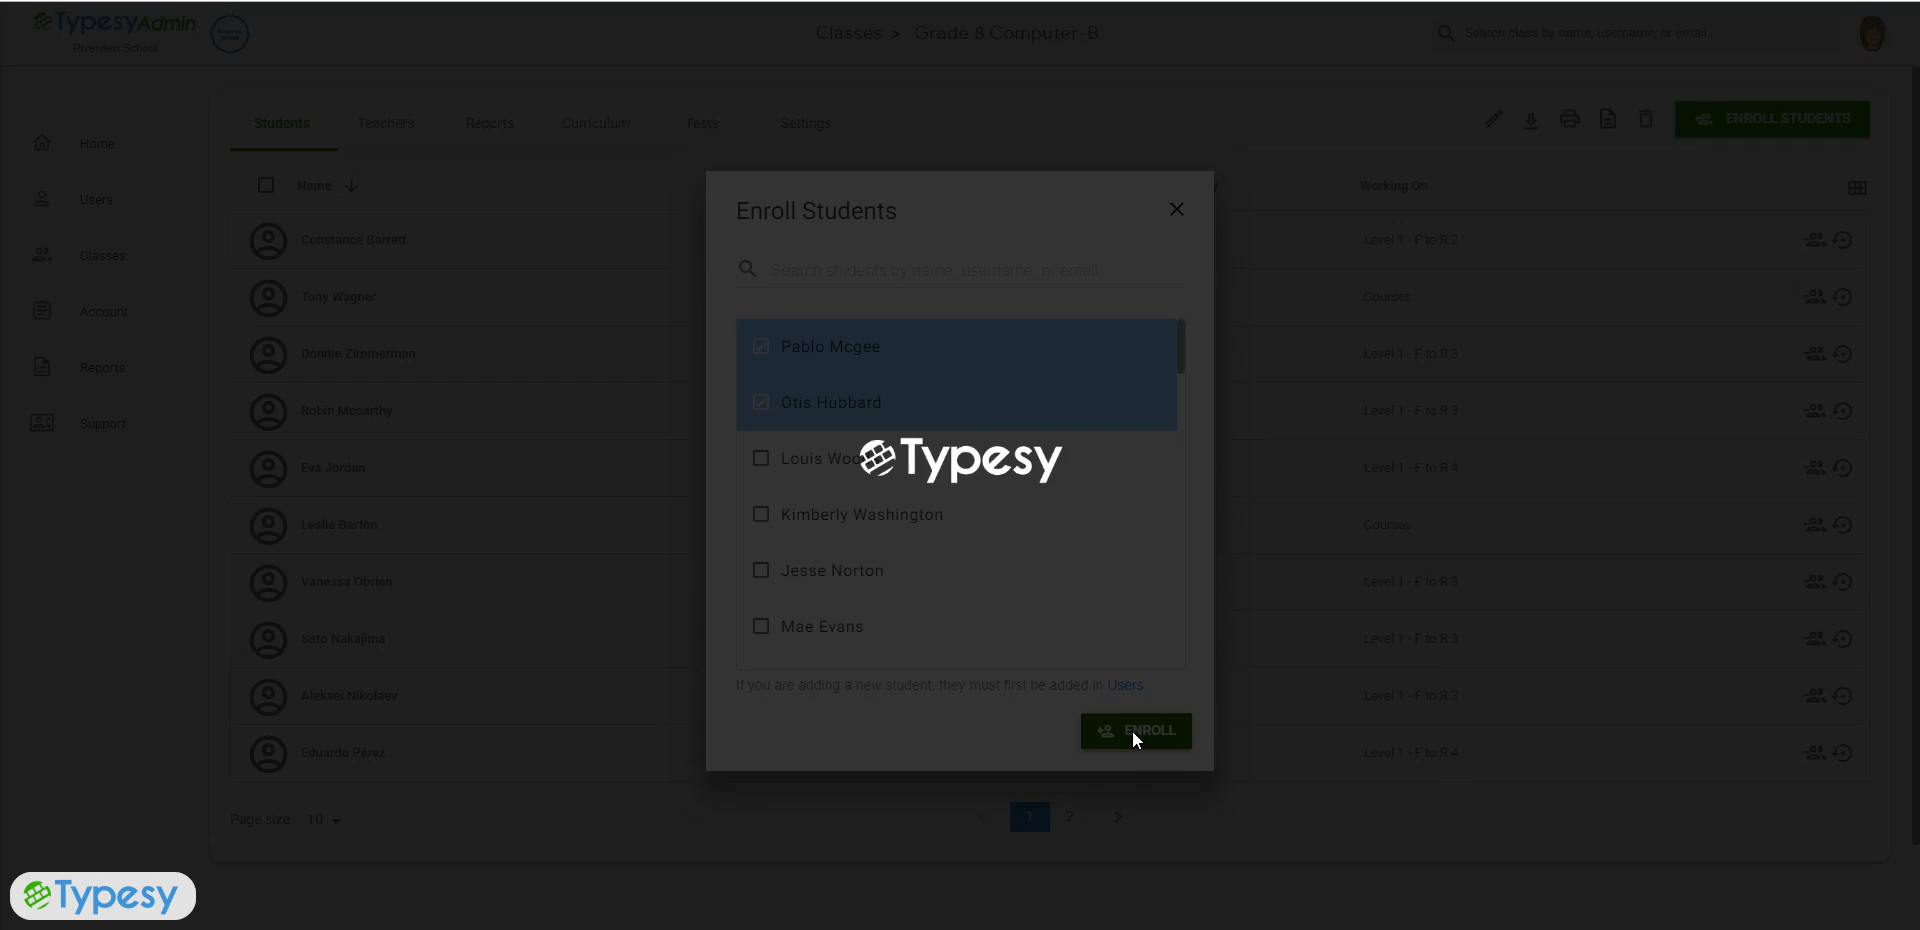 TypesyAdmin
Riverview School
Classes > Grade 8 Computer-B
Search class by name, username, or email
Students Teachers Reports Curriculum Tests Settings
ENROLL STUDENTS
Home
Users
Classes
Account
Reports
Support
Name
Working On
Constance Barrett
Level 1 - F to R 2
Tony Wagner
Courses
Donnie Zimmerman
Level 1 - F to R 3
Robin Mccarthy
Level 1 - F to R 3
Eva Jordan
Level 1 - F to R 4
Leslie Barton
Courses
Vanessa Obrien
Level 1 - F to R 3
Sato Nakajima
Level 1 - F to R 3
Aleksei Nikolaev
Level 1 - F to R 3
Eduardo Pérez
Level 1 - F to R 4
Enroll Students
Search students by name, username, or email
Pablo Mcgee
Otis Hubbard
Louis
Typesy
Kimberly Washington
Jesse Norton
Mae Evans
If you are adding a new student, they must first be added in Users
ENROLL
Page size: 10
1 2
Typesy